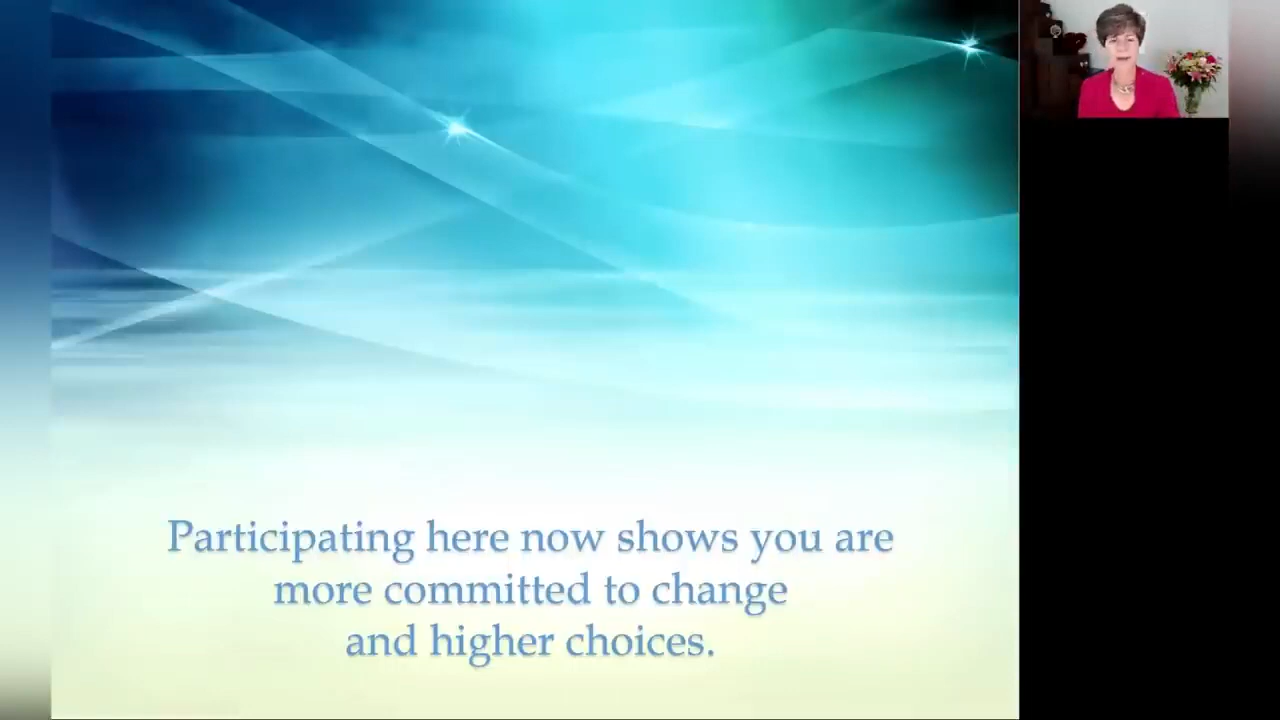 Participating here now shows you are
more committed to change
and higher choices.